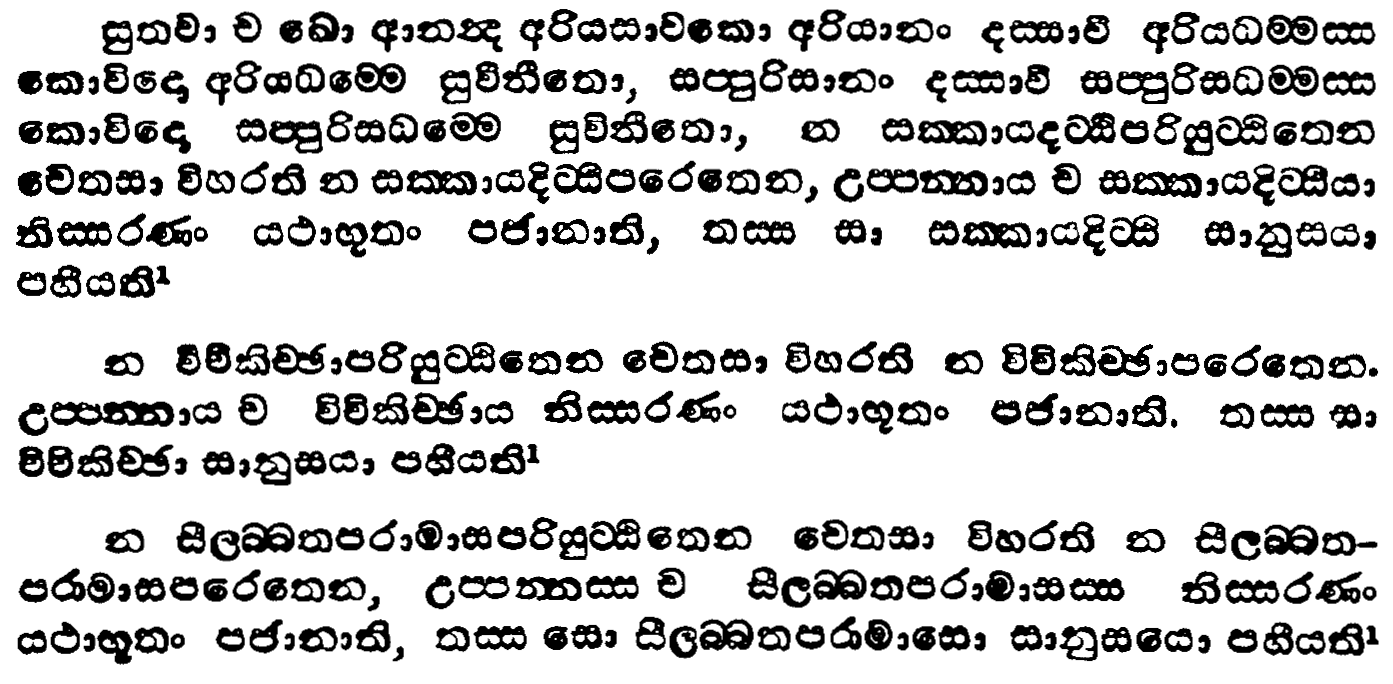 සුතවා ච ඛො ආනන්‍ද අරියසාවකො අරියානං දස්සාවී අරියධම්මස්ස
කොවිදො අරියධම්මෙ සුවිනීතො, සප්පුරිසානං දස්සාවී සප්පුරිසධම්මස්ස
කොවිදො සප්පුරිසධම්මෙ සුවිනීතො, න සක්කායදට්ඨිපරියුට්ඨිතෙන
චෙතසා විහරති න සක්කායදිට්ඨිපරෙතෙන, උප්පන්නාය ච සක්කායදිට්ඨියා
නිස්සරණං යථාභූතං පජානාති, තස්ස සා සක්කායදිට්ඨි සානුසයා
පහීයති¹
න විචිකිච්ඡාපරියුට්ඨිතෙන චෙතසා විහරති න විචිකිච්ඡාපරෙතෙන.
උප්පන්නාය ච විචිකිච්ඡාය නිස්සරණං යථාභූතං පජානාති. තස්ස සා
විචිකිච්ඡා සානුසයා පහීයති¹
න සීලබ්බතපරාමාසපරියුට්ඨිතෙන චෙතසා විහරති න සීලබ්බත-
පරාමාසපරෙතෙන, උප්පන්නස්ස ච සීලබ්බතපරාමාසස්ස නිස්සරණං
යථාභූතං පජානාති, තස්ස සො සීලබ්බතපරාමාසො සානුසයො පහීයති¹